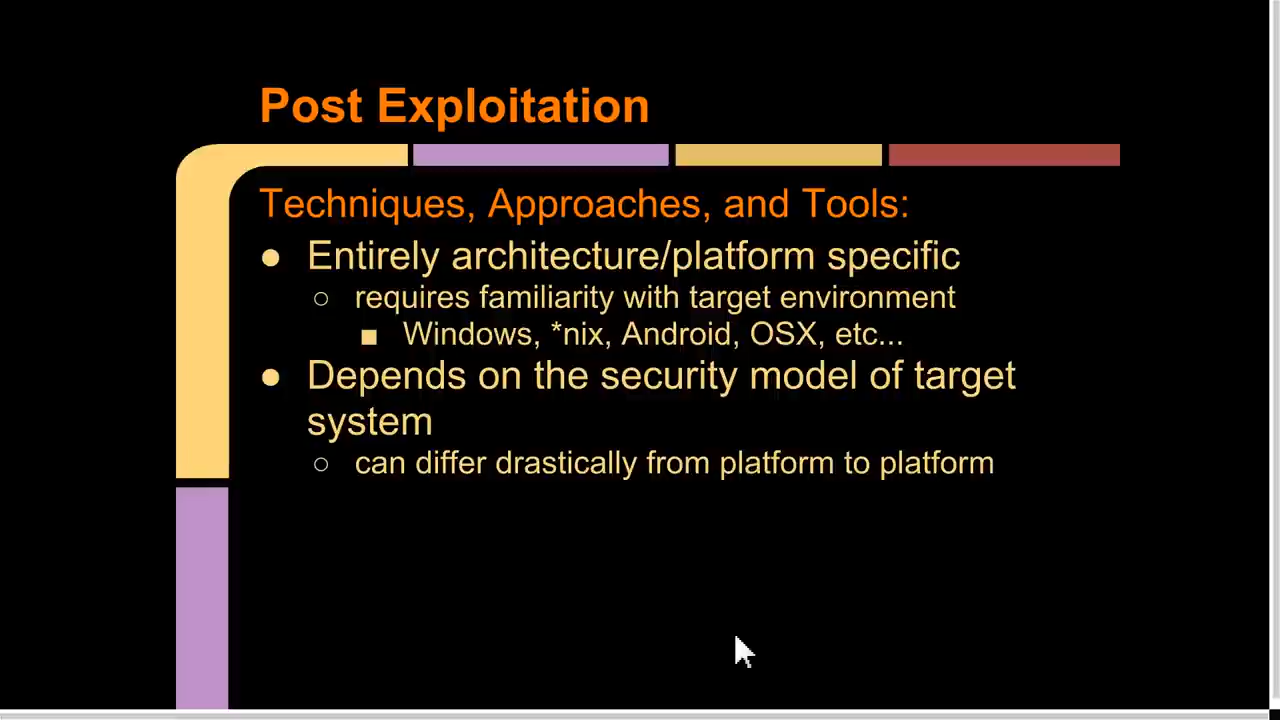 Post Exploitation
Techniques, Approaches, and Tools:
● Entirely architecture/platform specific
○ requires familiarity with target environment
■ Windows, *nix, Android, OSX, etc...
● Depends on the security model of target
system
○ can differ drastically from platform to platform